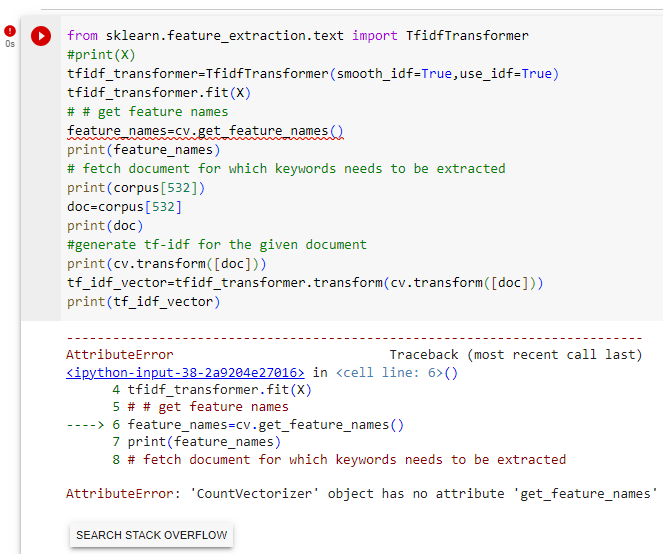 from sklearn.feature_extraction.text import TfidfTransformer
#print(X)
tfidf_transformer=TfidfTransformer(smooth_idf=True,use_idf=True)
tfidf_transformer.fit(X)
# # get feature names
feature_names=cv.get_feature_names()
print(feature_names)
# fetch document for which keywords needs to be extracted
print(corpus[532])
doc=corpus[532]
print(doc)
#generate tf-idf for the given document
print(cv.transform([doc]))
tf_idf_vector=tfidf_transformer.transform(cv.transform([doc]))
print(tf_idf_vector)
!
0s
---------------------------------------------------------------------------
AttributeError                            Traceback (most recent call last)
<ipython-input-38-2a9204e27016> in <cell line: 6>()
      4 tfidf_transformer.fit(X)
      5 # # get feature names
----> 6 feature_names=cv.get_feature_names()
      7 print(feature_names)
      8 # fetch document for which keywords needs to be extracted
AttributeError: 'CountVectorizer' object has no attribute 'get_feature_names'
SEARCH STACK OVERFLOW